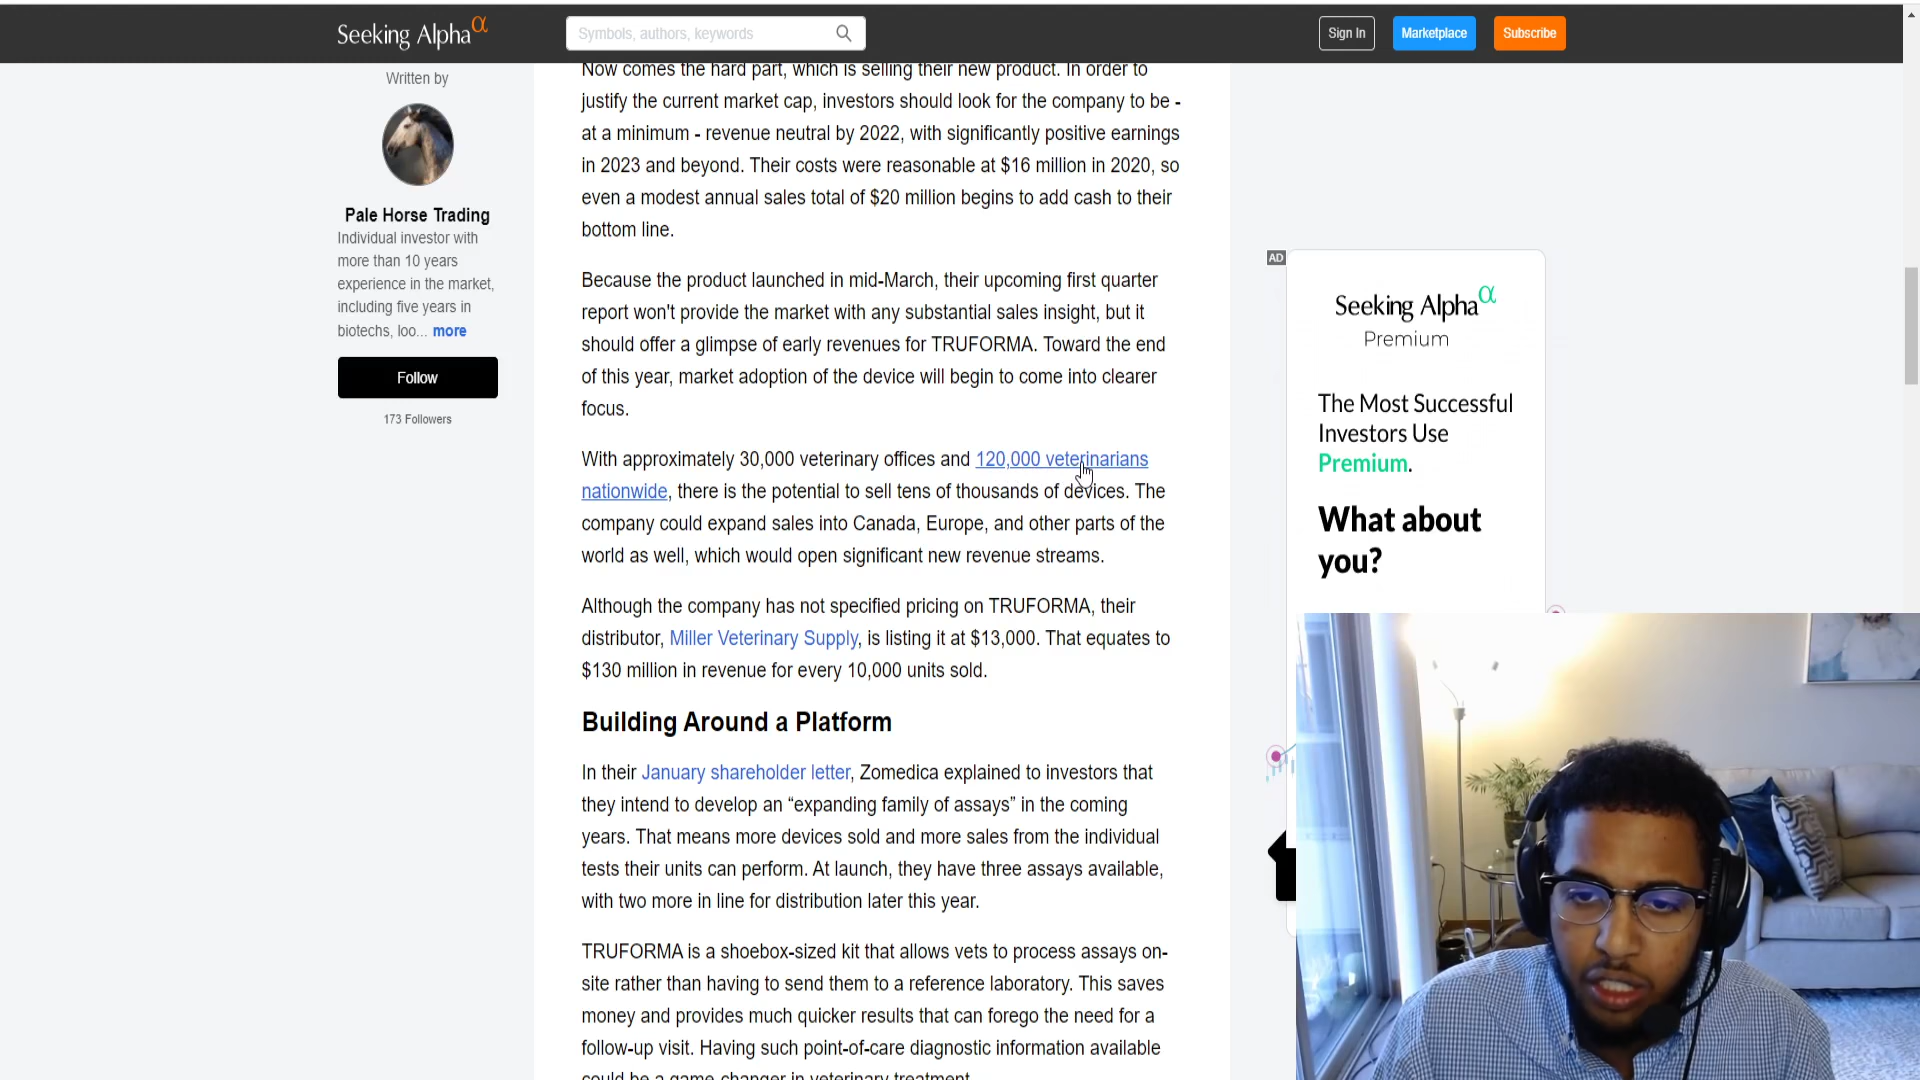 Seeking Alphaα
Symbols, authors, keywords
Sign In
Marketplace
Subscribe
Written by
Pale Horse Trading
Individual investor with
more than 10 years
experience in the market,
including five years in
biotechs, loo... more
Follow
173 Followers
Now comes the hard part, which is selling their new product. In order to
justify the current market cap, investors should look for the company to be -
at a minimum - revenue neutral by 2022, with significantly positive earnings
in 2023 and beyond. Their costs were reasonable at $16 million in 2020, so
even a modest annual sales total of $20 million begins to add cash to their
bottom line.
Because the product launched in mid-March, their upcoming first quarter
report won't provide the market with any substantial sales insight, but it
should offer a glimpse of early revenues for TRUFORMA. Toward the end
of this year, market adoption of the device will begin to come into clearer
focus.
With approximately 30,000 veterinary offices and 120,000 veterinarians
nationwide, there is the potential to sell tens of thousands of devices. The
company could expand sales into Canada, Europe, and other parts of the
world as well, which would open significant new revenue streams.
Although the company has not specified pricing on TRUFORMA, their
distributor, Miller Veterinary Supply, is listing it at $13,000. That equates to
$130 million in revenue for every 10,000 units sold.
Building Around a Platform
In their January shareholder letter, Zomedica explained to investors that
they intend to develop an “expanding family of assays” in the coming
years. That means more devices sold and more sales from the individual
tests their units can perform. At launch, they have three assays available,
with two more in line for distribution later this year.
TRUFORMA is a shoebox-sized kit that allows vets to process assays on-
site rather than having to send them to a reference laboratory. This saves
money and provides much quicker results that can forego the need for a
follow-up visit. Having such point-of-care diagnostic information available
could be a game-changer in veterinary treatment.
AD
Seeking Alphaα
Premium
The Most Successful
Investors Use
Premium.
What about
you?